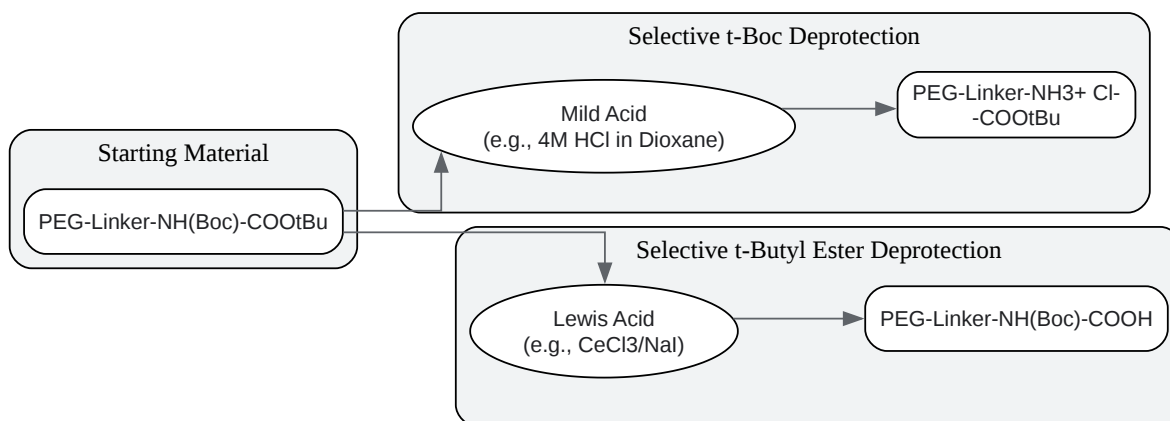 Starting Material
PEG-Linker-NH(Boc)-COOtBu
Selective t-Boc Deprotection
Mild Acid
(e.g., 4M HCl in Dioxane)
PEG-Linker-NH3+ Cl-
-COOtBu
Selective t-Butyl Ester Deprotection
Lewis Acid
(e.g., CeCl3/NaI)
PEG-Linker-NH(Boc)-COOH